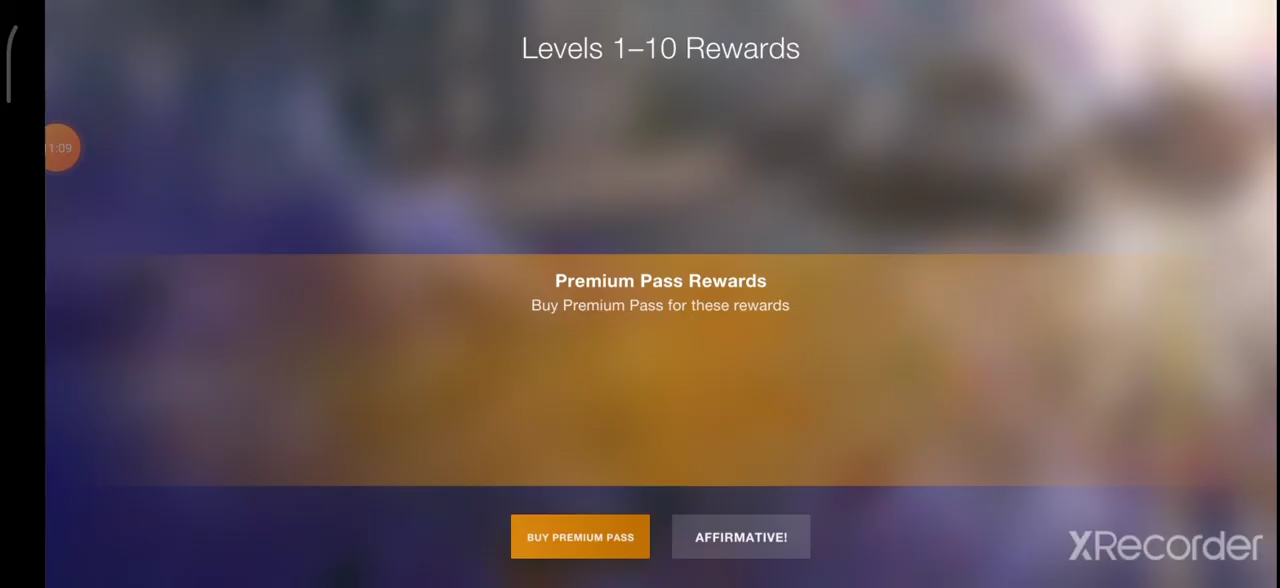 Levels 1–10 Rewards
1:09
Premium Pass Rewards
Buy Premium Pass for these rewards
BUY PREMIUM PASS
AFFIRMATIVE!
XRecorder